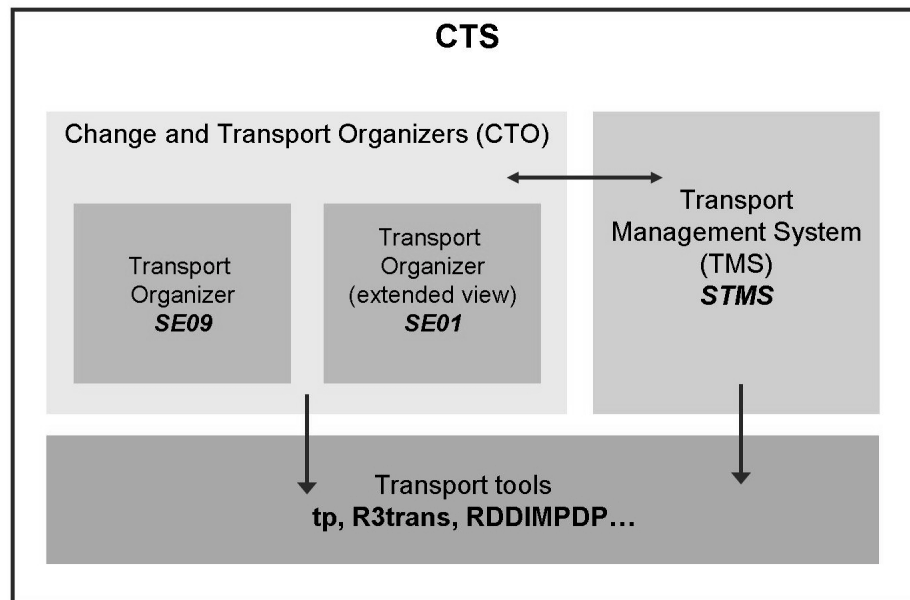 CTS
Change and Transport Organizers (CTO)
Transport
Organizer
SE09
Transport
Organizer
(extended view)
SE01
Transport
Management System
(TMS)
STMS
Transport tools
tp, R3trans, RDDIMPDP…